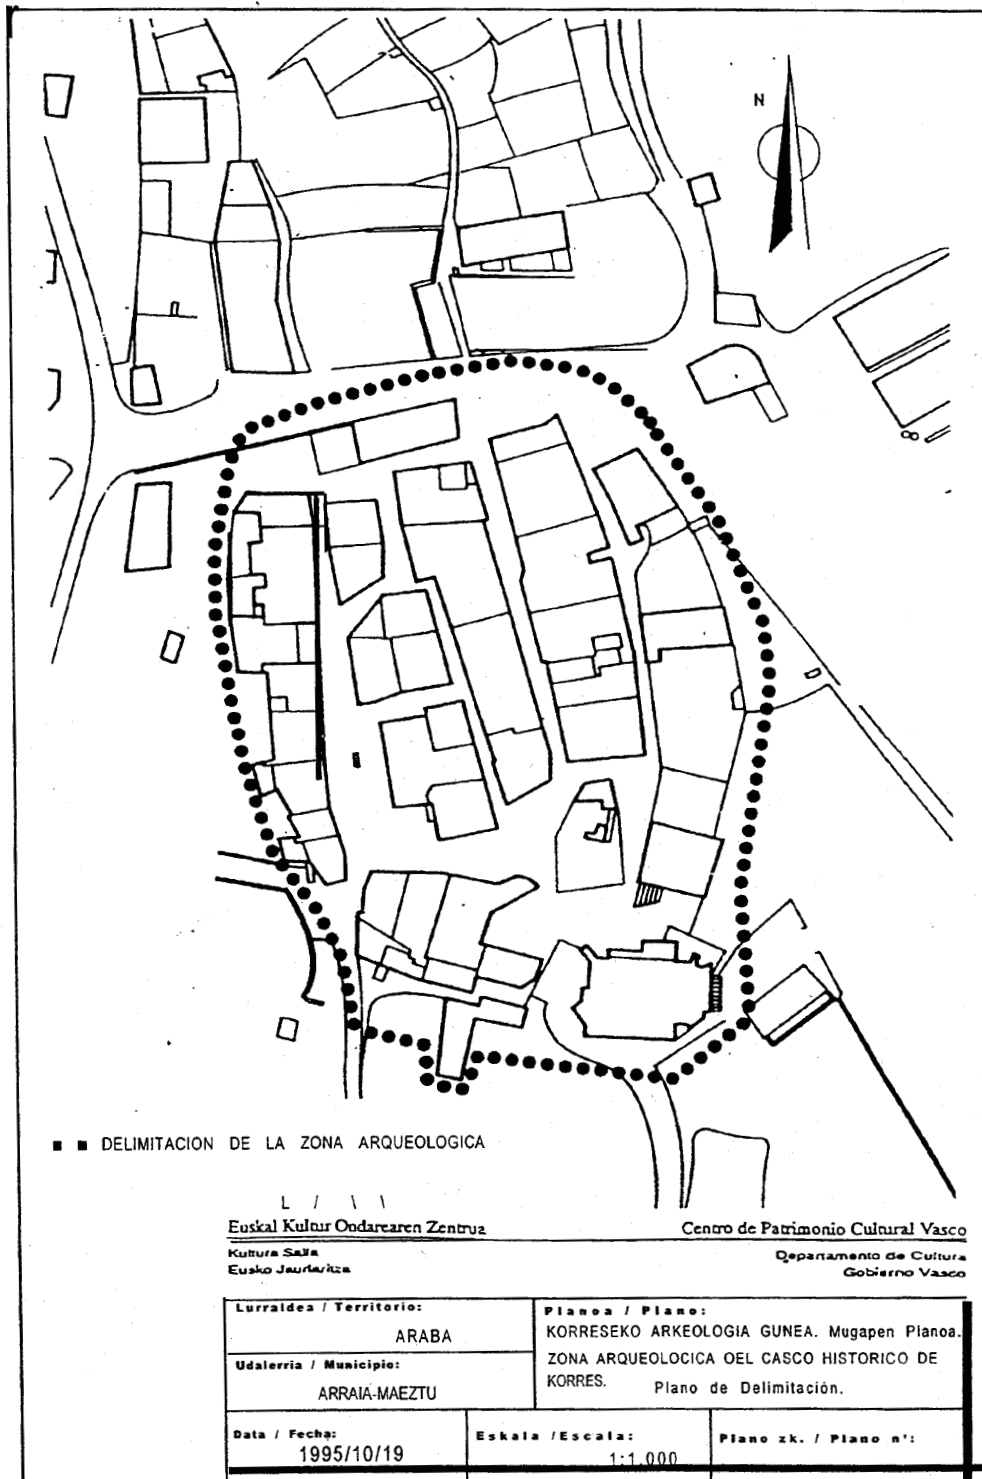 N
DELIMITACION DE LA ZONA ARQUEOLOGICA
Euskal Kultur Ondarearen Zentrua
Centro de Patrimonio Cultural Vasco
Kultura Saila
Eusko Jaurlaritza
Departamento de Cultura
Gobierno Vasco
Lurraldea / Territorio:
ARABA
Udalerria / Municipio:
ARRAIA-MAEZTU
Planoa / Plano:
KORRESEKO ARKEOLOGIA GUNEA. Mugapen Planoa.
ZONA ARQUEOLOCICA OEL CASCO HISTORICO DE
KORRES. Plano de Delimitación.
Data / Fecha:
1995/10/19
Eskala /Escala:
1:1.000
Plano zk. / Plano n':